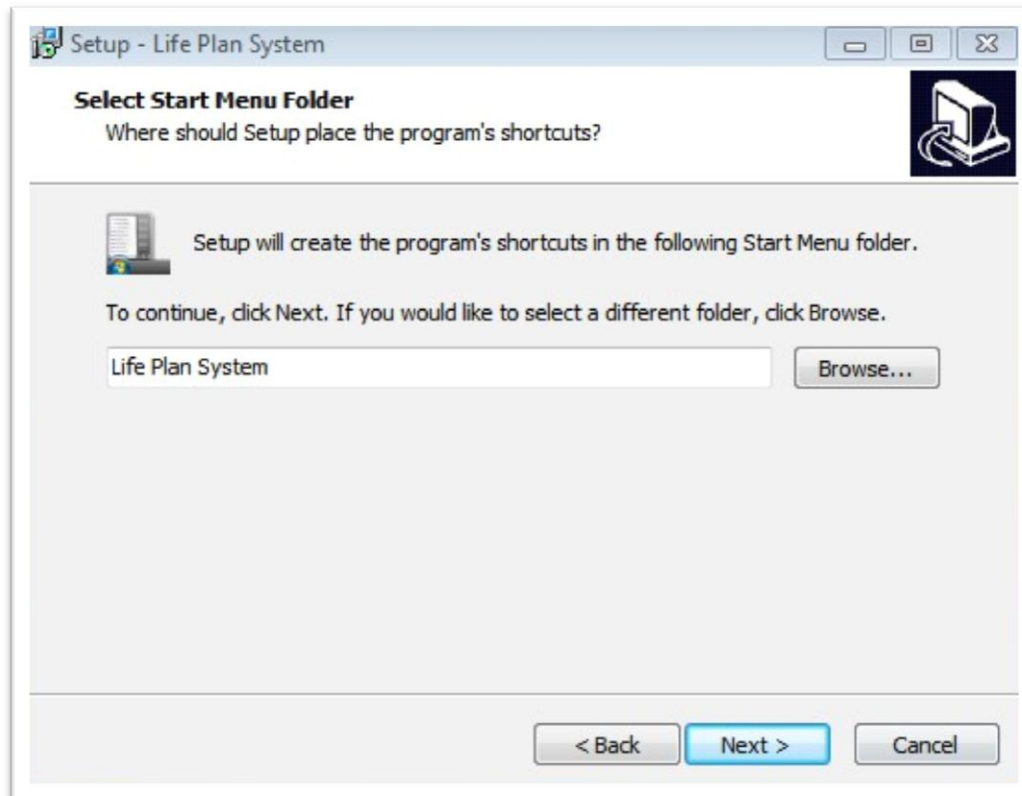 Setup - Life Plan System
Select Start Menu Folder
Where should Setup place the program's shortcuts?
Setup will create the program's shortcuts in the following Start Menu folder.
To continue, click Next. If you would like to select a different folder, click Browse.
Life Plan System
Browse...
< Back
Next >
Cancel